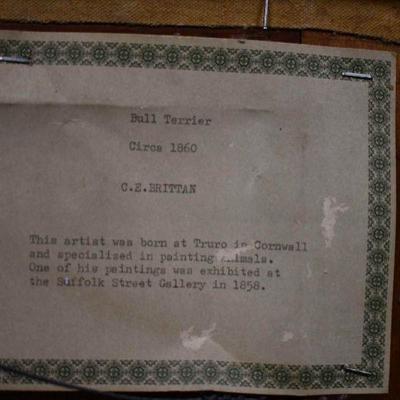 Bull Terrier
Circa 1860
C.E.BRITTAN
This artist was born at Truro in Cornwall
and specialized in painting animals.
One of his paintings was exhibited at
the Suffolk Street Gallery in 1858.